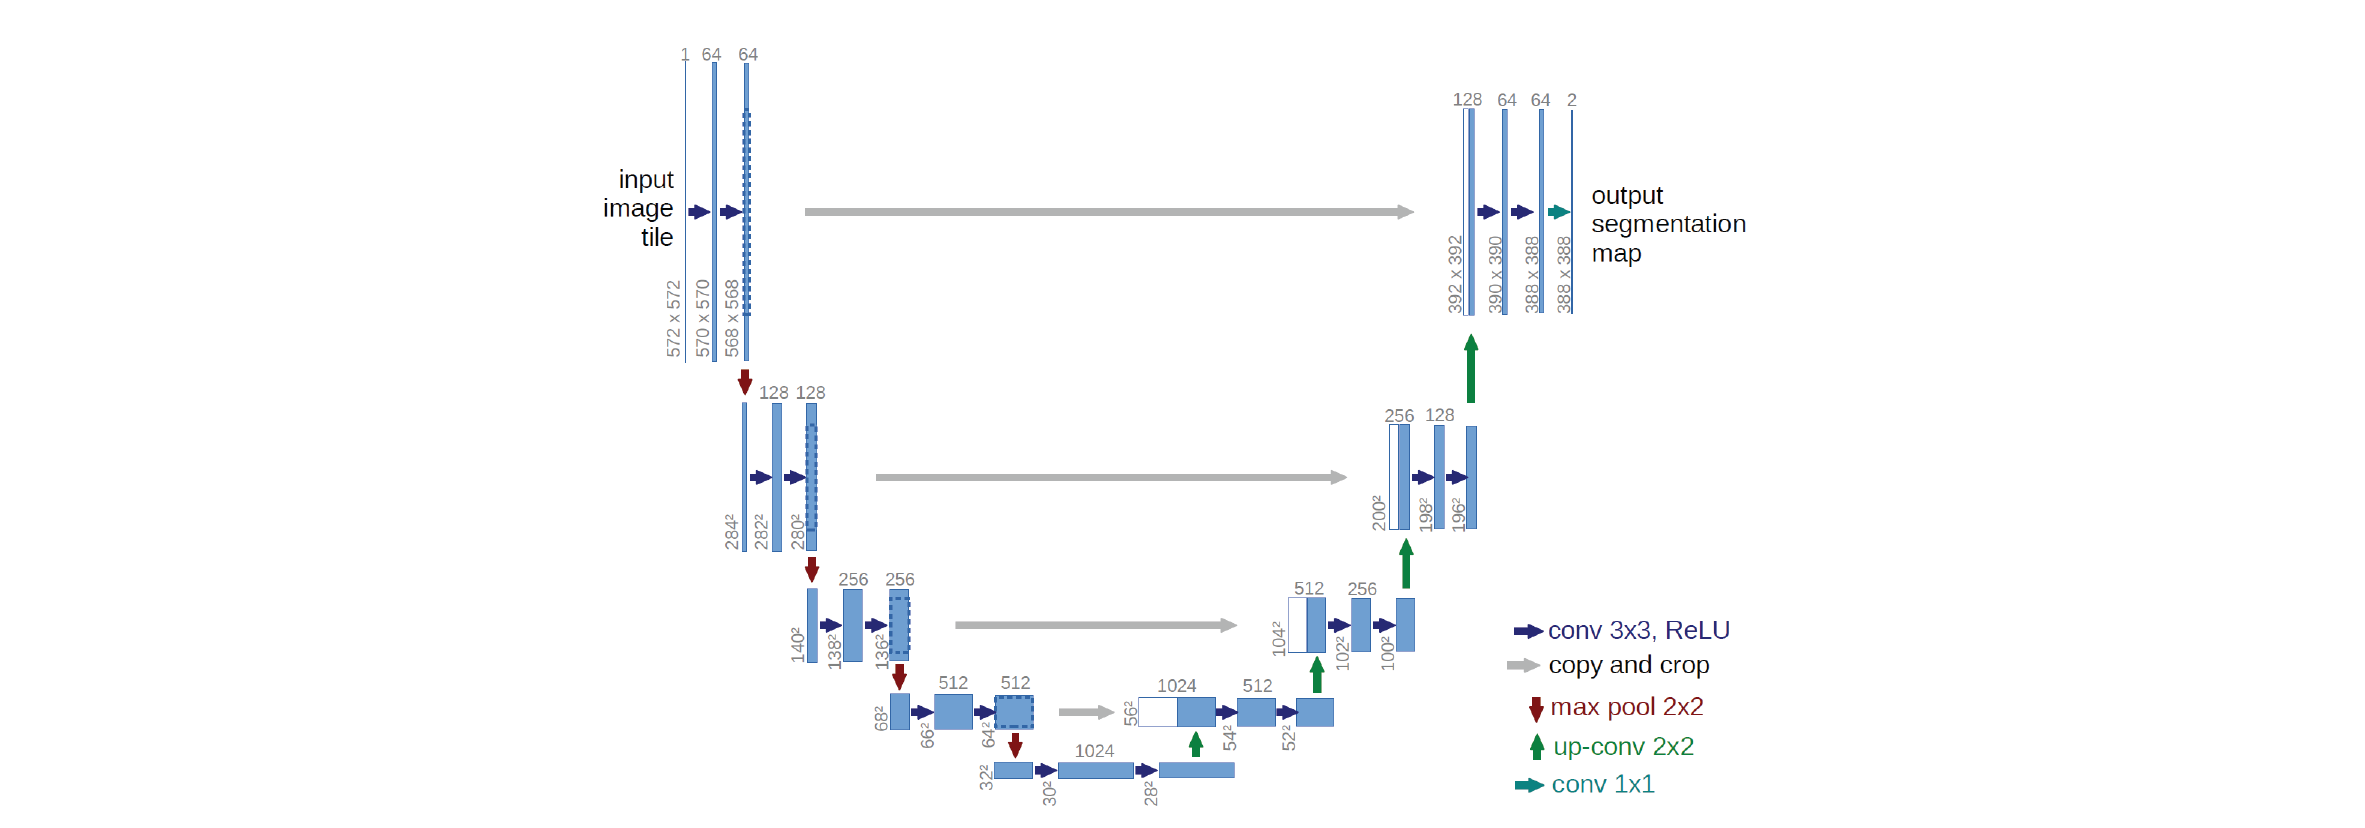 1 64 64
128 64 64 2
input
image
tile
output
segmentation
map
572 x 572
570 x 570
568 x 568
392 x 392
390 x 390
388 x 388
388 x 388
128 128
256 128
284²
282²
280²
200²
198²
196²
256 256
512 256
140²
138²
136²
104²
102²
100²
512 512
1024 512
68²
66²
64²
56²
54²
52²
1024
32²
30²
28²
conv 3x3, ReLU
copy and crop
max pool 2x2
up-conv 2x2
conv 1x1